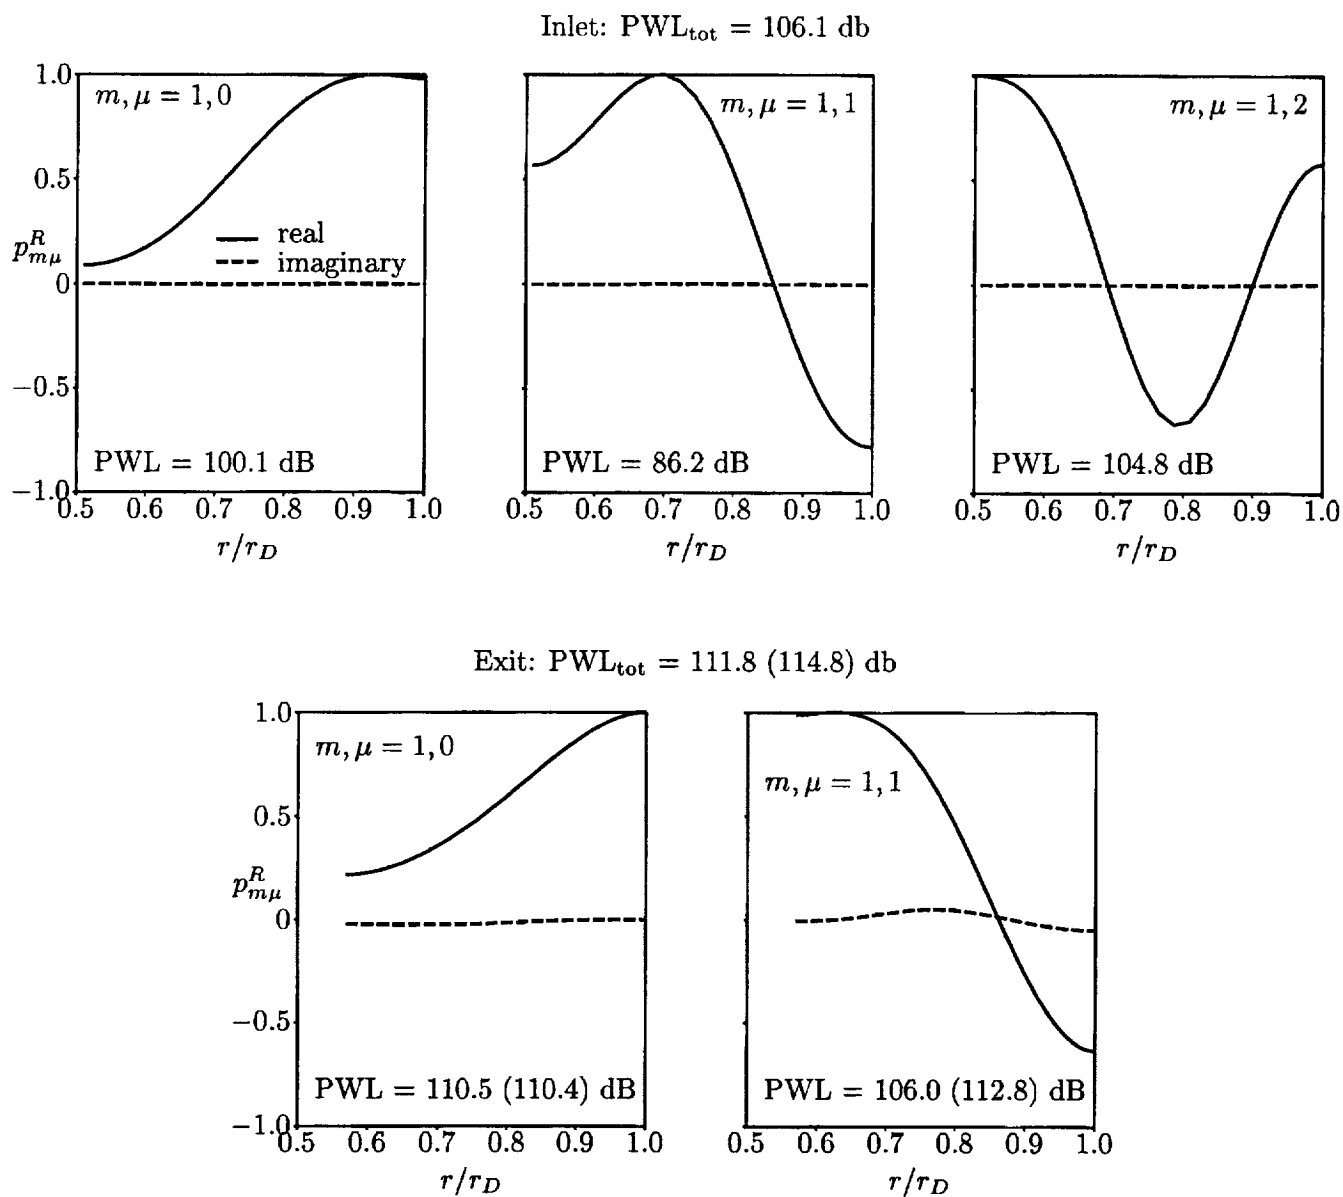 Inlet: PWL_tot = 106.1 db
1.0
0.5
0
−0.5
−1.0
p^R_mμ
m, μ = 1, 0
real
imaginary
PWL = 100.1 dB
0.5 0.6 0.7 0.8 0.9 1.0
r/r_D
m, μ = 1, 1
PWL = 86.2 dB
0.5 0.6 0.7 0.8 0.9 1.0
r/r_D
m, μ = 1, 2
PWL = 104.8 dB
0.5 0.6 0.7 0.8 0.9 1.0
r/r_D
Exit: PWL_tot = 111.8 (114.8) db
1.0
0.5
0
−0.5
−1.0
p^R_mμ
m, μ = 1, 0
PWL = 110.5 (110.4) dB
0.5 0.6 0.7 0.8 0.9 1.0
r/r_D
m, μ = 1, 1
PWL = 106.0 (112.8) dB
0.5 0.6 0.7 0.8 0.9 1.0
r/r_D